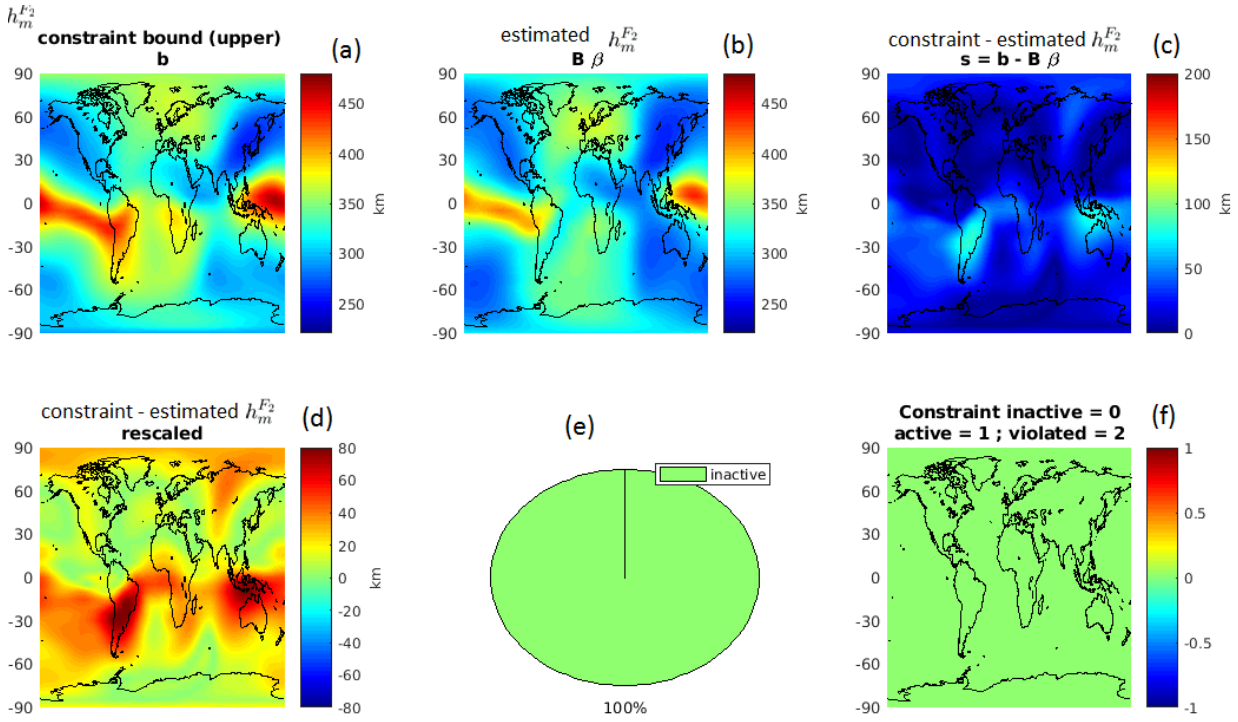 h_m^{F_2}
constraint bound (upper)
b
(a)
90
60
30
0
-30
-60
-90
450
400
350
300
250
km
estimated h_m^{F_2}
B β
(b)
90
60
30
0
-30
-60
-90
450
400
350
300
250
km
constraint - estimated h_m^{F_2}
s = b - B β
(c)
90
60
30
0
-30
-60
-90
200
150
100
50
0
km
constraint - estimated h_m^{F_2}
rescaled
(d)
90
60
30
0
-30
-60
-90
80
60
40
20
0
-20
-40
-60
-80
km
(e)
inactive
100%
Constraint inactive = 0
active = 1 ; violated = 2
(f)
90
60
30
0
-30
-60
-90
1
0.5
0
-0.5
-1